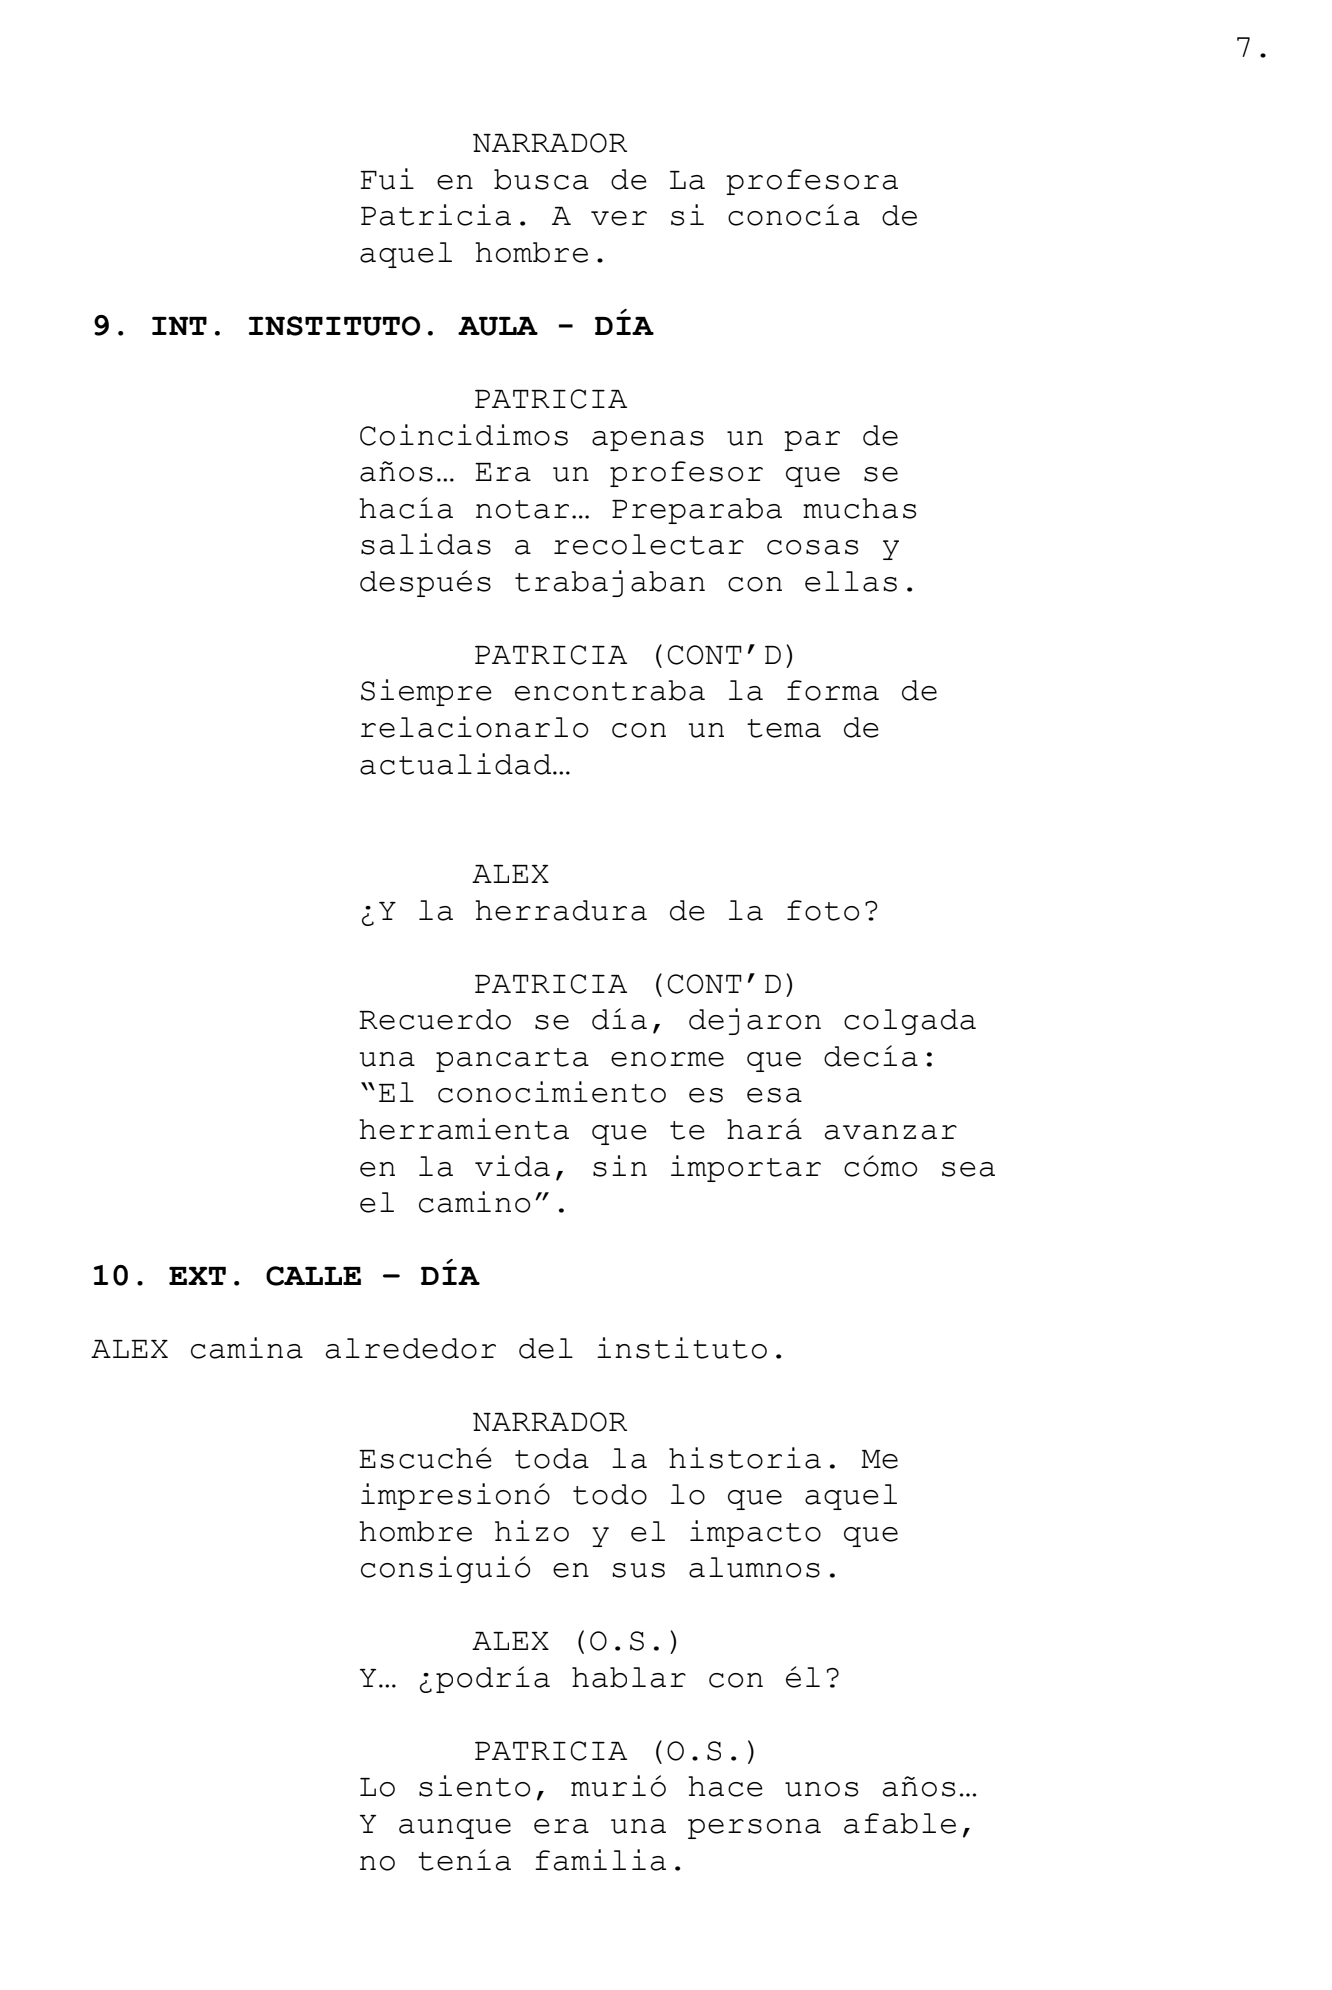 7.
NARRADOR
Fui en busca de La profesora
Patricia. A ver si conocía de
aquel hombre.
9. INT. INSTITUTO. AULA - DÍA
PATRICIA
Coincidimos apenas un par de
años… Era un profesor que se
hacía notar… Preparaba muchas
salidas a recolectar cosas y
después trabajaban con ellas.
PATRICIA (CONT’D)
Siempre encontraba la forma de
relacionarlo con un tema de
actualidad…
ALEX
¿Y la herradura de la foto?
PATRICIA (CONT’D)
Recuerdo se día, dejaron colgada
una pancarta enorme que decía:
“El conocimiento es esa
herramienta que te hará avanzar
en la vida, sin importar cómo sea
el camino”.
10. EXT. CALLE – DÍA
ALEX camina alrededor del instituto.
NARRADOR
Escuché toda la historia. Me
impresionó todo lo que aquel
hombre hizo y el impacto que
consiguió en sus alumnos.
ALEX (O.S.)
Y… ¿podría hablar con él?
PATRICIA (O.S.)
Lo siento, murió hace unos años…
Y aunque era una persona afable,
no tenía familia.